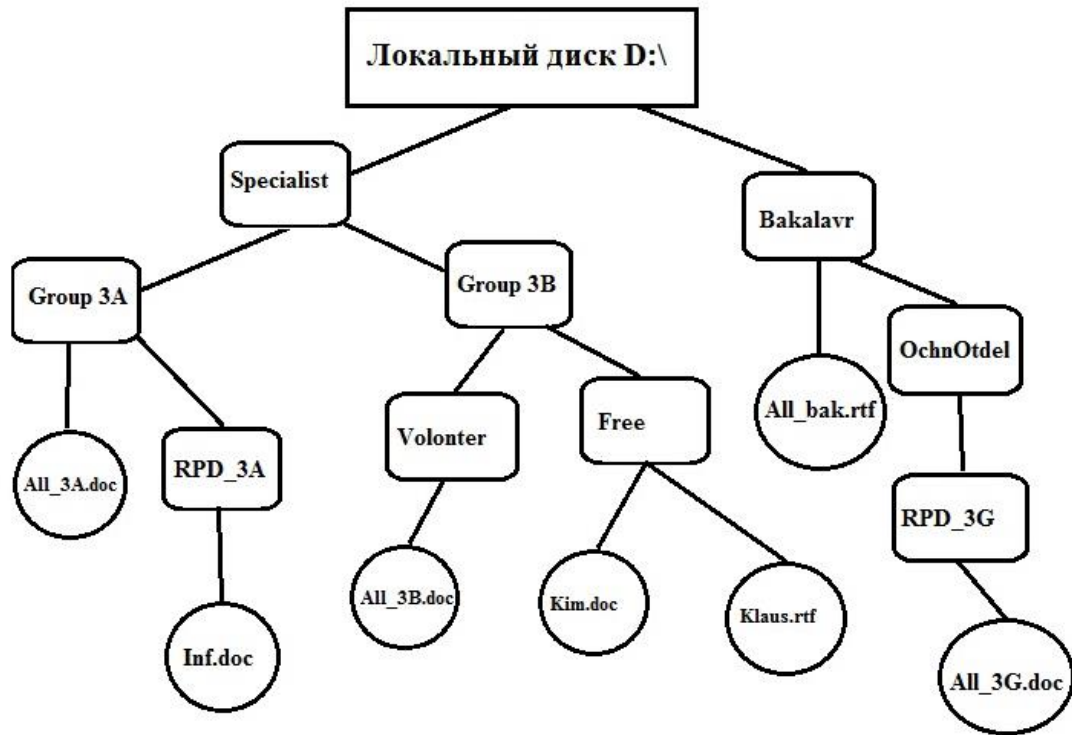 Локальный диск D:\
Specialist
Bakalavr
Group 3A
Group 3B
OchnOtdel
All_bak.rtf
Volonter
Free
All_3A.doc
RPD_3A
RPD_3G
All_3B.doc
Kim.doc
Klaus.rtf
Inf.doc
All_3G.doc